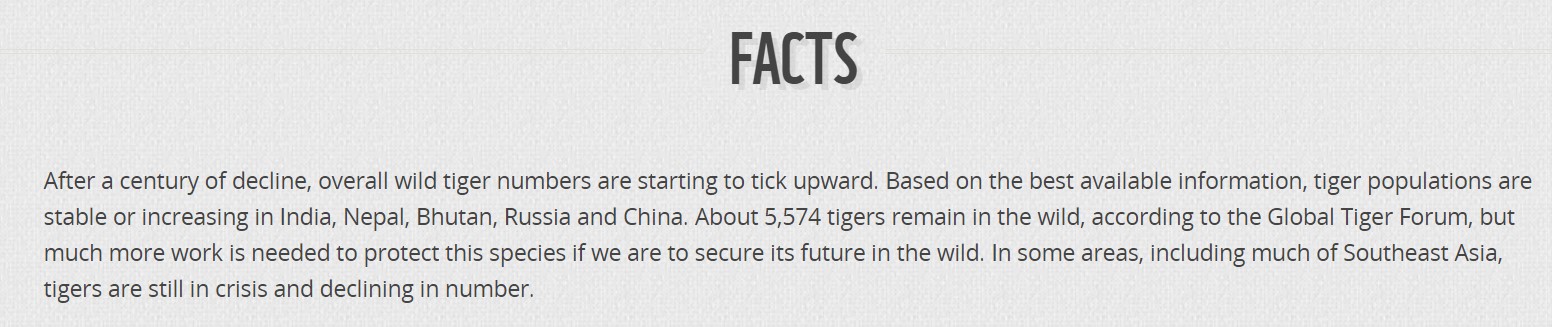 FACTS
After a century of decline, overall wild tiger numbers are starting to tick upward. Based on the best available information, tiger populations are
stable or increasing in India, Nepal, Bhutan, Russia and China. About 5,574 tigers remain in the wild, according to the Global Tiger Forum, but
much more work is needed to protect this species if we are to secure its future in the wild. In some areas, including much of Southeast Asia,
tigers are still in crisis and declining in number.